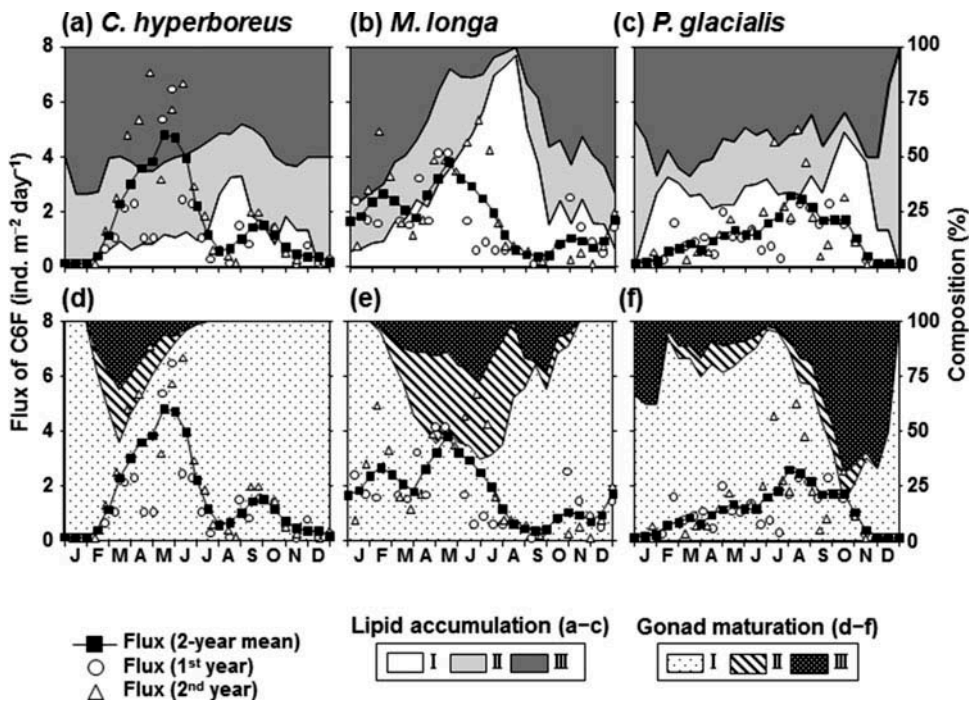 (a) C. hyperboreus
(b) M. longa
(c) P. glacialis
8
6
4
2
0
100
75
50
25
0
(d)
(e)
(f)
8
6
4
2
0
100
75
50
25
0
Flux of C6F (ind. m⁻² day⁻¹)
Composition (%)
J F M A M J J A S O N D
J F M A M J J A S O N D
J F M A M J J A S O N D
Flux (2-year mean)
Flux (1st year)
Flux (2nd year)
Lipid accumulation (a–c)
I II III
Gonad maturation (d–f)
I II III